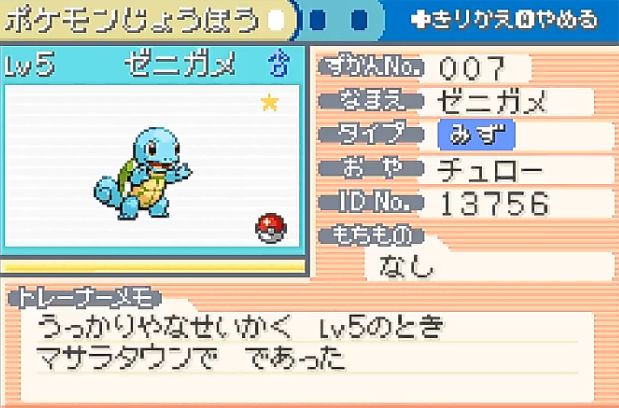 ポケモンじょうほう
きりかえ Ⓐやめる
Lv5 ゼニガメ ♂
ずかんNo. 007
なまえ ゼニガメ
タイプ みず
おや チュロー
IDNo. 13756
もちもの
なし
トレーナーメモ
うっかりやなせいかく Lv5のとき
マサラタウンで であった